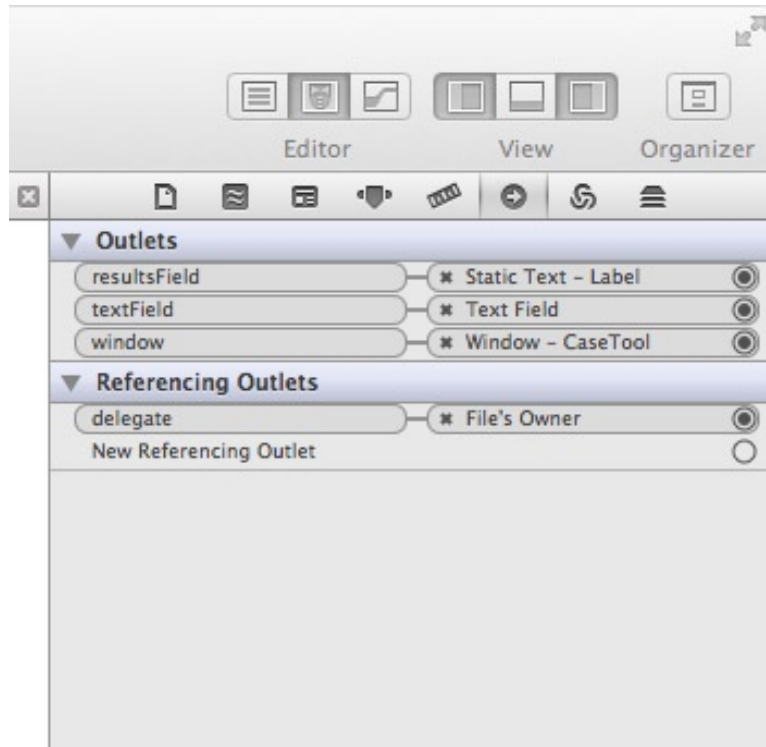 Editor View Organizer
Outlets
resultsField Static Text – Label
textField Text Field
window Window – CaseTool
Referencing Outlets
delegate File's Owner
New Referencing Outlet